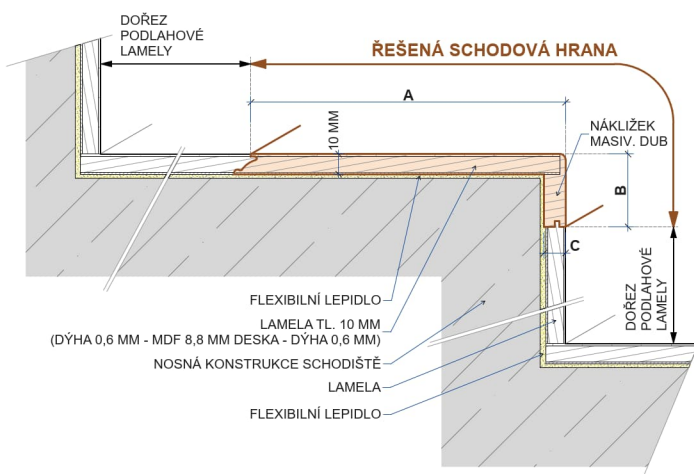 DOŘEZ
PODLAHOVÉ
LAMELY
ŘEŠENÁ SCHODOVÁ HRANA
A
10 MM
NÁKLIŽEK
MASIV. DUB
B
C
DOŘEZ
PODLAHOVÉ
LAMELY
FLEXIBILNÍ LEPIDLO
LAMELA TL. 10 MM
(DÝHA 0,6 MM - MDF 8,8 MM DESKA - DÝHA 0,6 MM)
NOSNÁ KONSTRUKCE SCHODIŠTĚ
LAMELA
FLEXIBILNÍ LEPIDLO